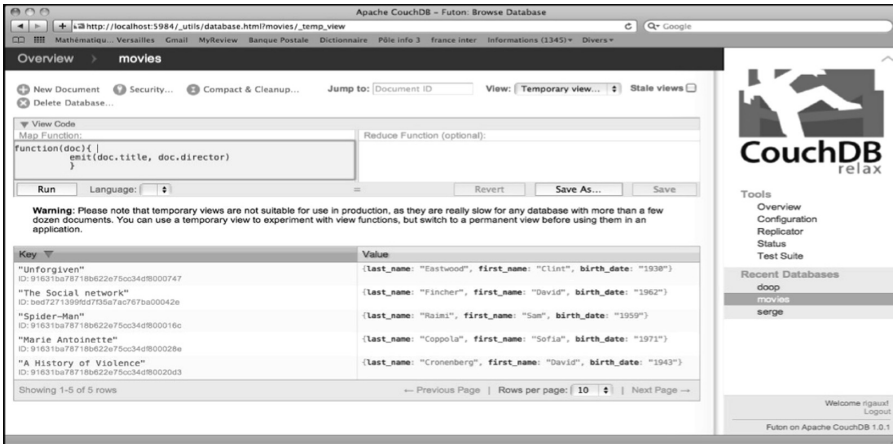 Apache CouchDB – Futon: Browse Database
http://localhost:5984/_utils/database.html?movies/_temp_view
Google
Mathématiqu... Versailles Gmail MyReview Banque Postale Dictionnaire Pôle info 3 france inter Informations (1345) Divers
Overview > movies
New Document Security... Compact & Cleanup... Jump to: Document ID View: Temporary view... Stale views
Delete Database...
View Code
Map Function: Reduce Function (optional):
function(doc){
emit(doc.title, doc.director)
}
Run Language: = Revert Save As... Save
Warning: Please note that temporary views are not suitable for use in production, as they are really slow for any database with more than a few
dozen documents. You can use a temporary view to experiment with view functions, but switch to a permanent view before using them in an
application.
Key Value
"Unforgiven" {last_name: "Eastwood", first_name: "Clint", birth_date: "1930"}
ID: 91631ba78718b622e75cc34df8000747
"The Social network" {last_name: "Fincher", first_name: "David", birth_date: "1962"}
"Spider-Man" {last_name: "Raimi", first_name: "Sam", birth_date: "1959"}
ID: 91631ba78718b622e75cc34df800016c
"Marie Antoinette" {last_name: "Coppola", first_name: "Sofia", birth_date: "1971"}
ID: 91631ba78718b622e75cc34df800028e
"A History of Violence" {last_name: "Cronenberg", first_name: "David", birth_date: "1943"}
ID: 91631ba78718b622e75cc34df80020d3
Showing 1-5 of 5 rows ← Previous Page | Rows per page: 10 | Next Page →
CouchDB
relax
Tools
Overview
Configuration
Replicator
Status
Test Suite
Recent Databases
doop
movies
serge
Welcome
Logout
Futon on Apache CouchDB 1.0.1